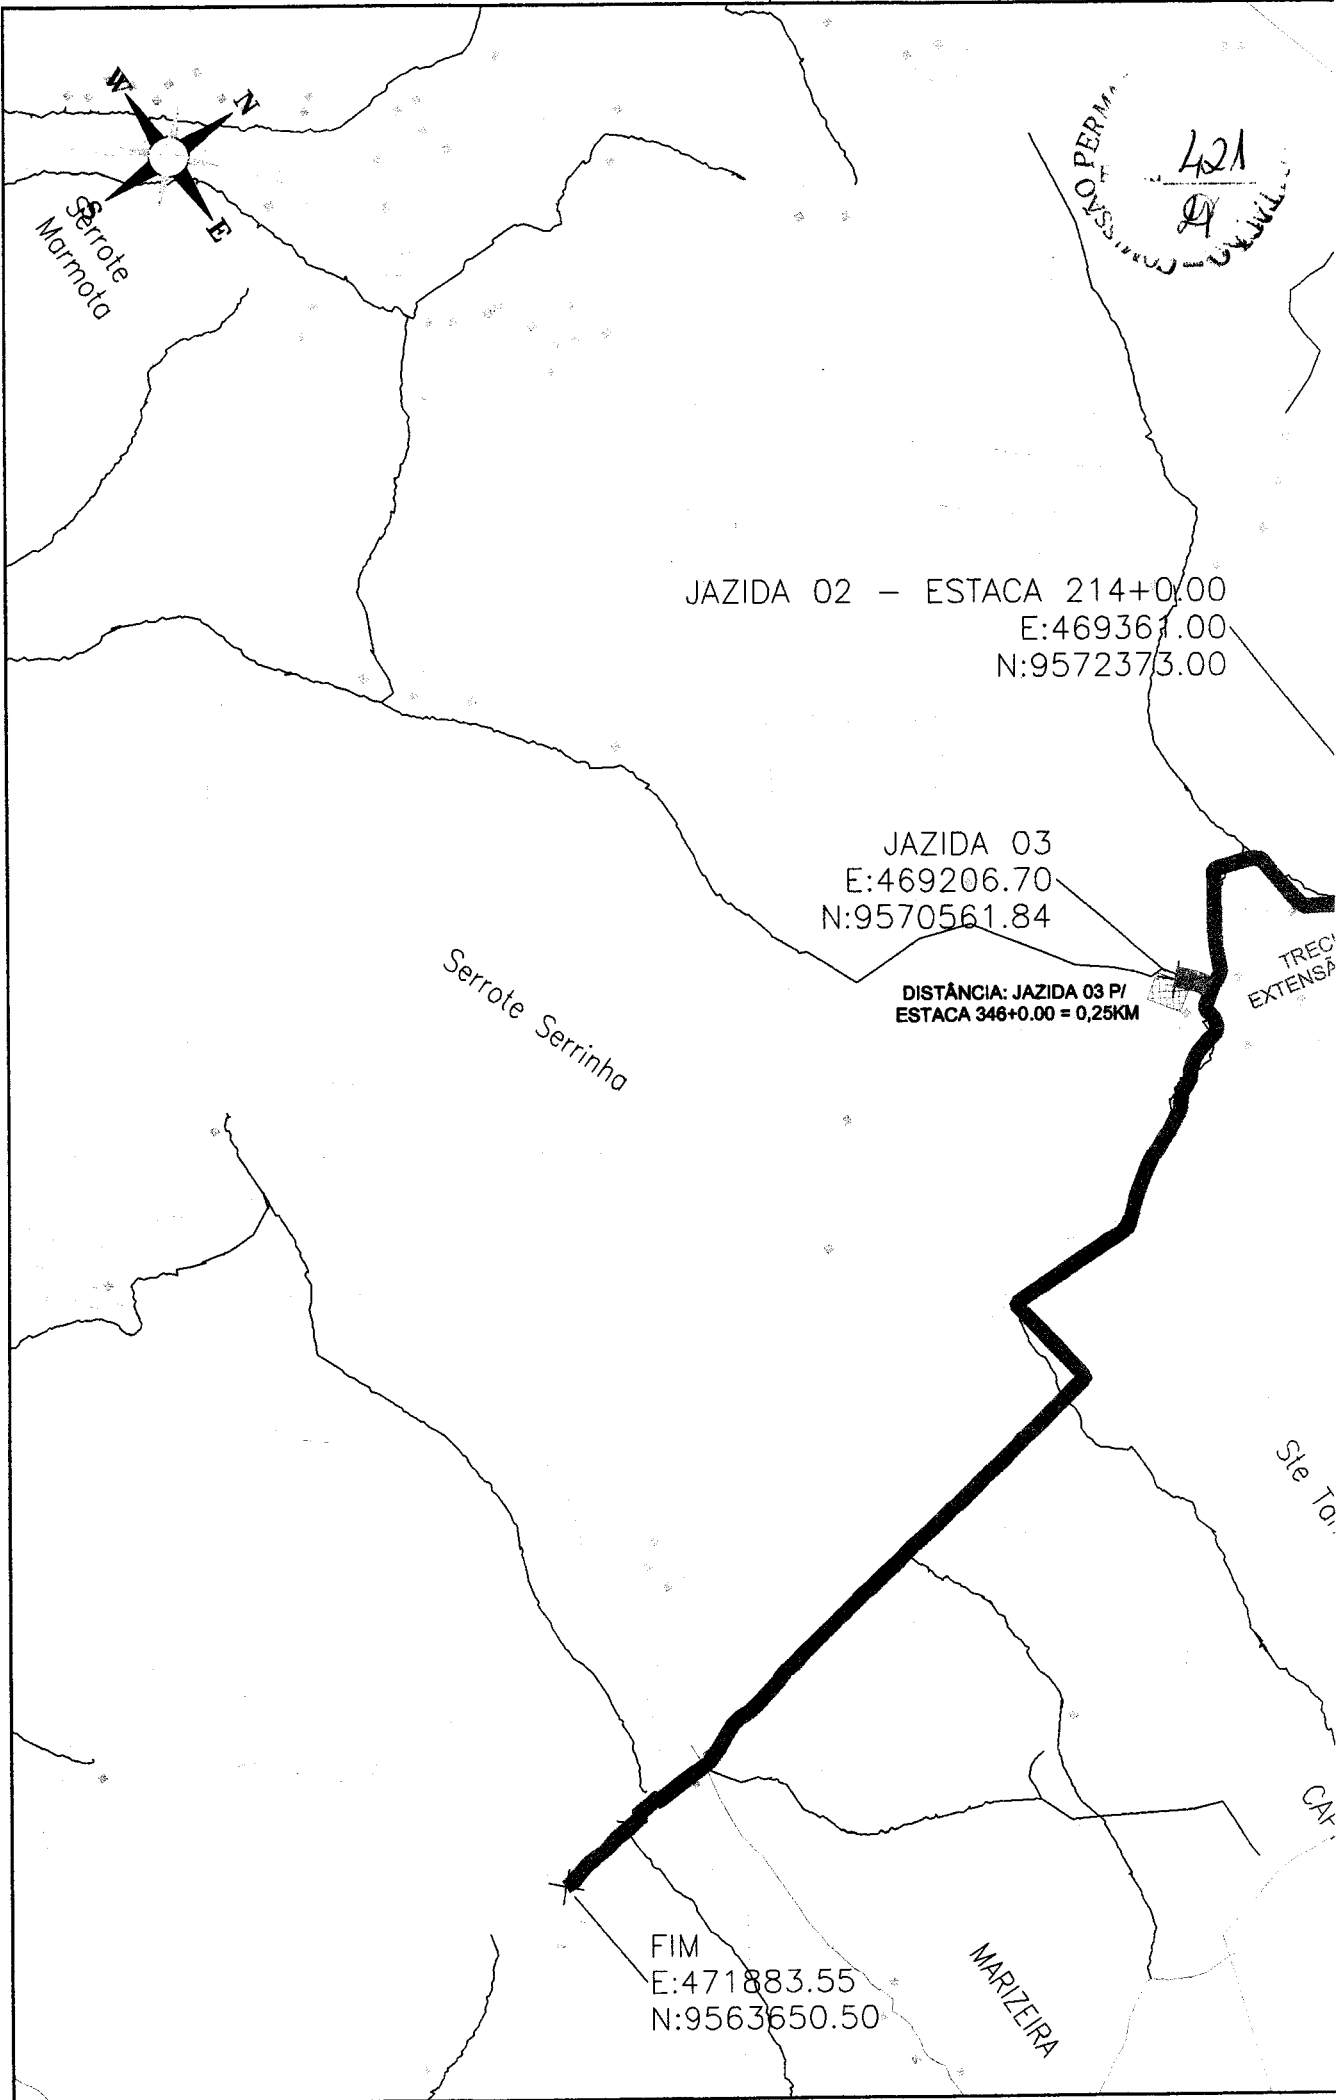 W
N
S
E
Serrote
Marmota
421
JAZIDA 02 – ESTACA 214+0.00
E:469361.00
N:9572373.00
JAZIDA 03
E:469206.70
N:9570561.84
DISTÂNCIA: JAZIDA 03 P/
ESTACA 346+0.00 = 0,25KM
TREC
EXTENSÃ
Serrote Serrinha
Ste
FIM
E:471883.55
N:9563650.50
MARIZEIRA